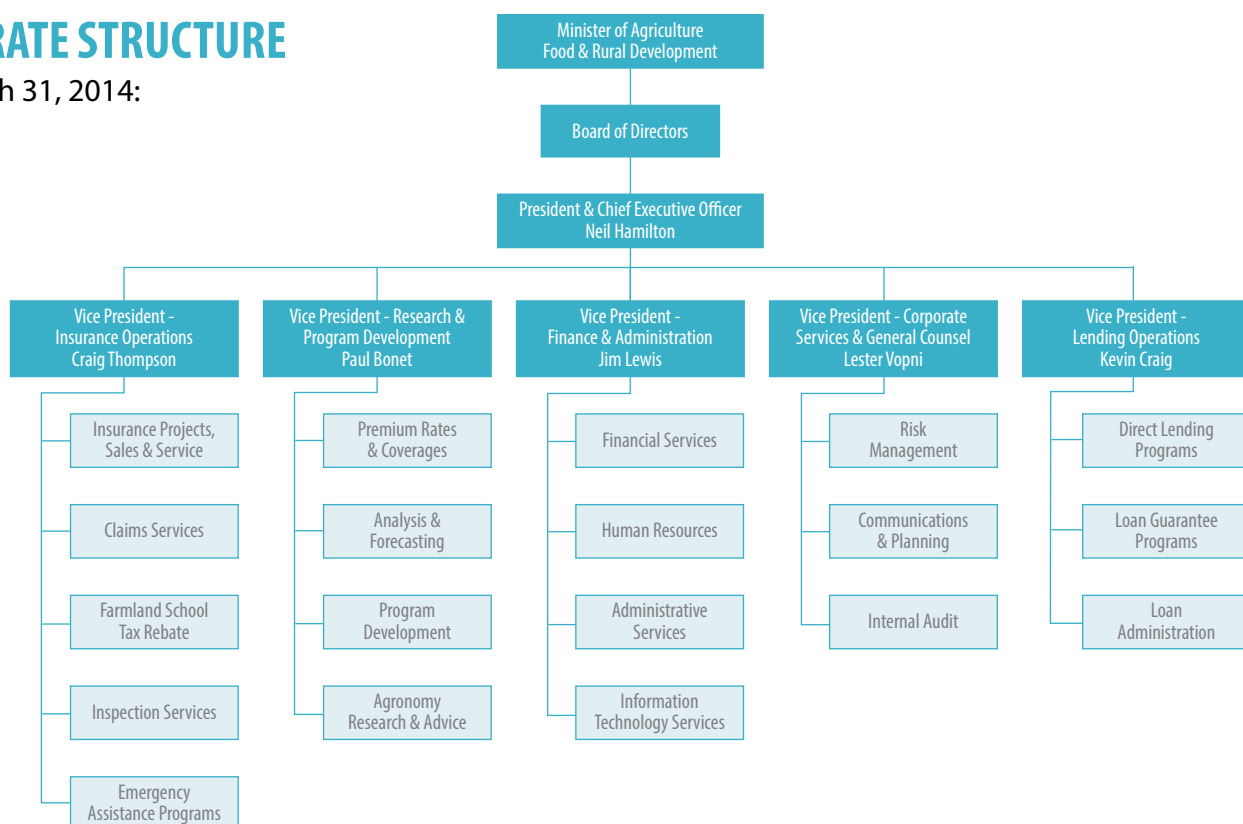 RATE STRUCTURE
h 31, 2014:
Minister of Agriculture
Food & Rural Development
Board of Directors
President & Chief Executive Officer
Neil Hamilton
Vice President -
Insurance Operations
Craig Thompson
Vice President - Research &
Program Development
Paul Bonet
Vice President -
Finance & Administration
Jim Lewis
Vice President - Corporate
Services & General Counsel
Lester Vopni
Vice President -
Lending Operations
Kevin Craig
Insurance Projects,
Sales & Service
Claims Services
Farmland School
Tax Rebate
Inspection Services
Emergency
Assistance Programs
Premium Rates
& Coverages
Analysis &
Forecasting
Program
Development
Agronomy
Research & Advice
Financial Services
Human Resources
Administrative
Services
Information
Technology Services
Risk
Management
Communications
& Planning
Internal Audit
Direct Lending
Programs
Loan Guarantee
Programs
Loan
Administration